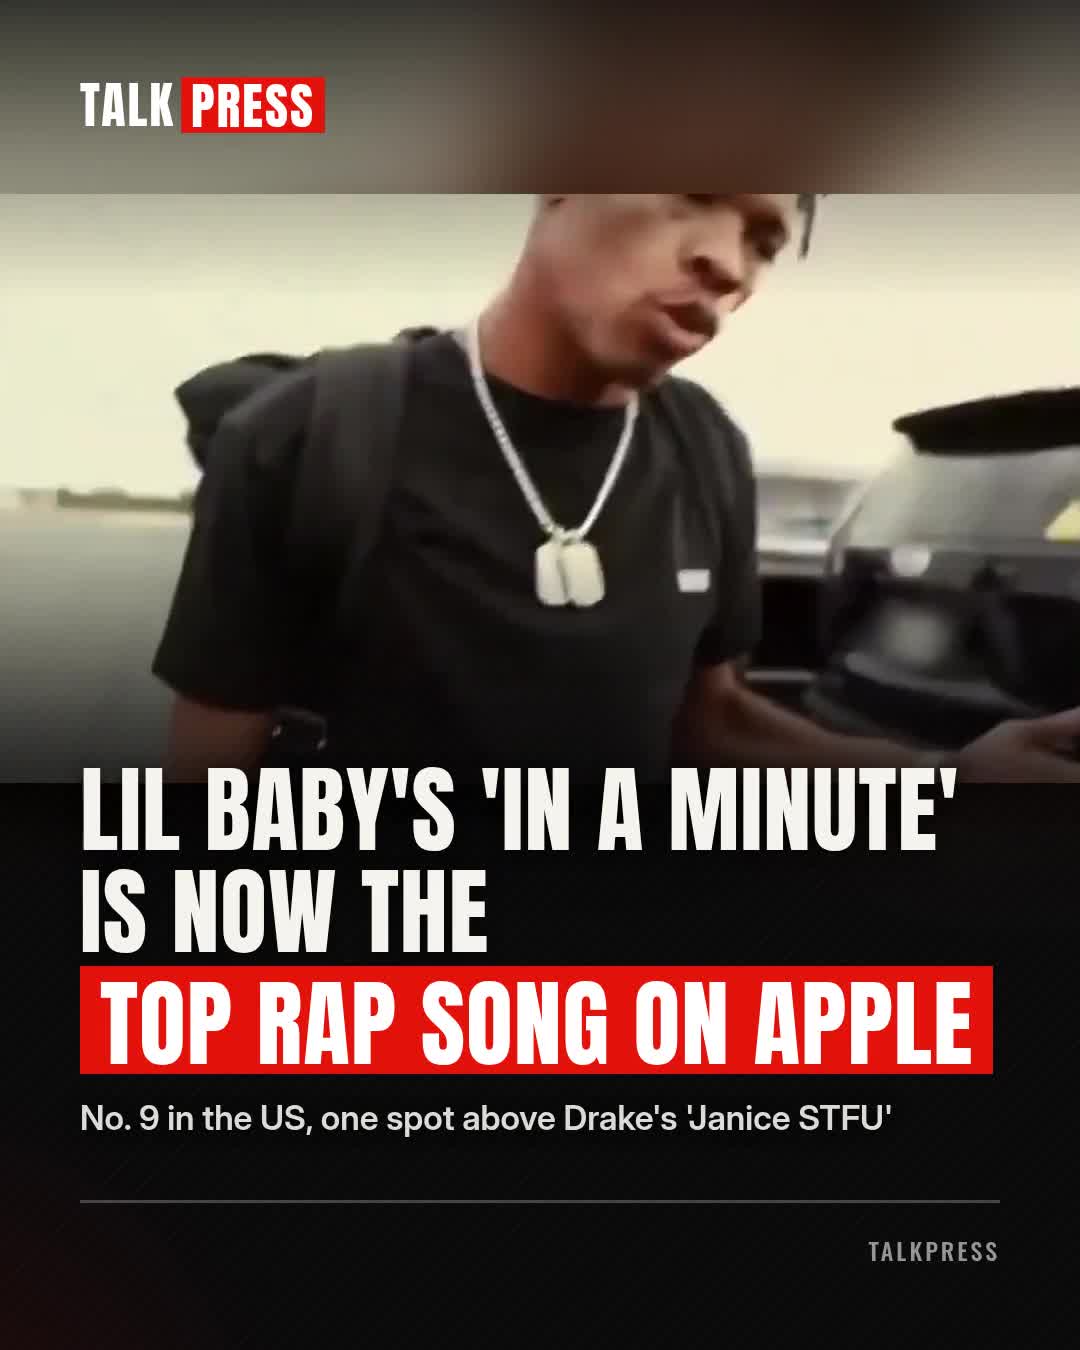 TALK PRESS
LIL BABY'S 'IN A MINUTE'
IS NOW THE
TOP RAP SONG ON APPLE
No. 9 in the US, one spot above Drake's 'Janice STFU'
TALKPRESS